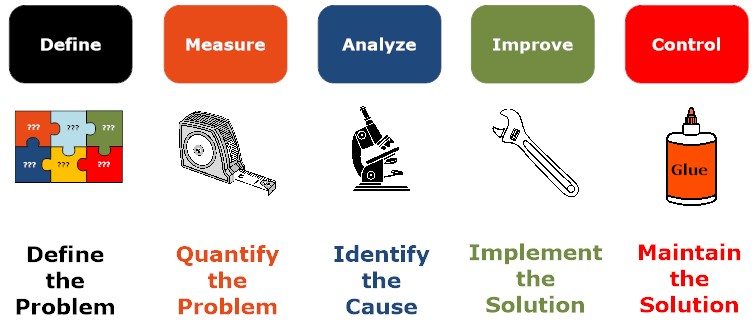 Define
Measure
Analyze
Improve
Control
???
???
???
???
???
???
Glue
Define
the
Problem
Quantify
the
Problem
Identify
the
Cause
Implement
the
Solution
Maintain
the
Solution